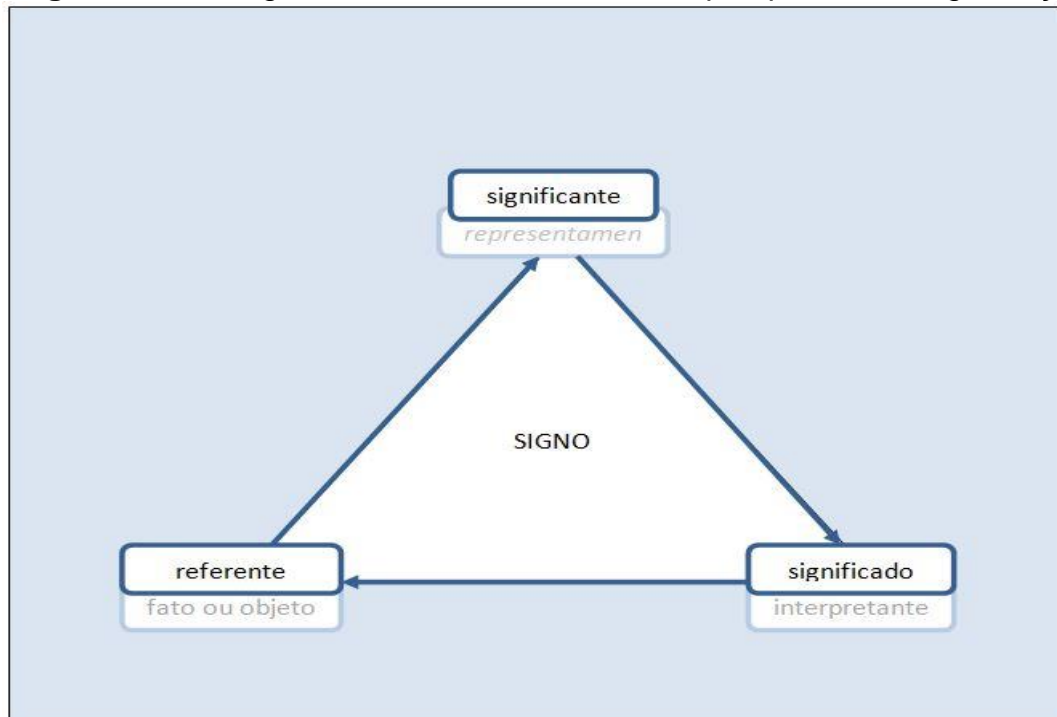 significante
representamen
SIGNO
referente
fato ou objeto
significado
interpretante